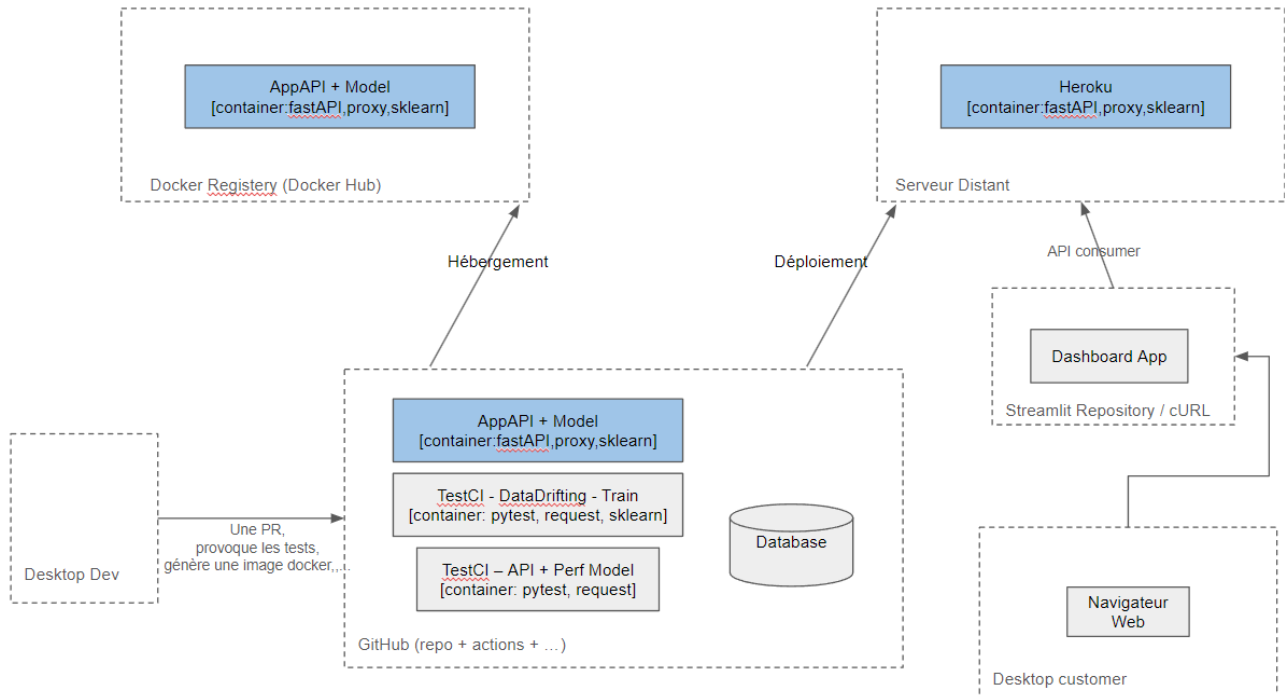 AppAPI + Model
[container:fastAPI,proxy,sklearn]
Docker Registery (Docker Hub)
Heroku
[container:fastAPI,proxy,sklearn]
Serveur Distant
Hébergement
Déploiement
API consumer
Dashboard App
Streamlit Repository / cURL
AppAPI + Model
[container:fastAPI,proxy,sklearn]
TestCI - DataDrifting - Train
[container: pytest, request, sklearn]
TestCI – API + Perf Model
[container: pytest, request]
Database
GitHub (repo + actions + …)
Une PR,
provoque les tests,
génère une image docker,,…
Desktop Dev
Navigateur
Web
Desktop customer